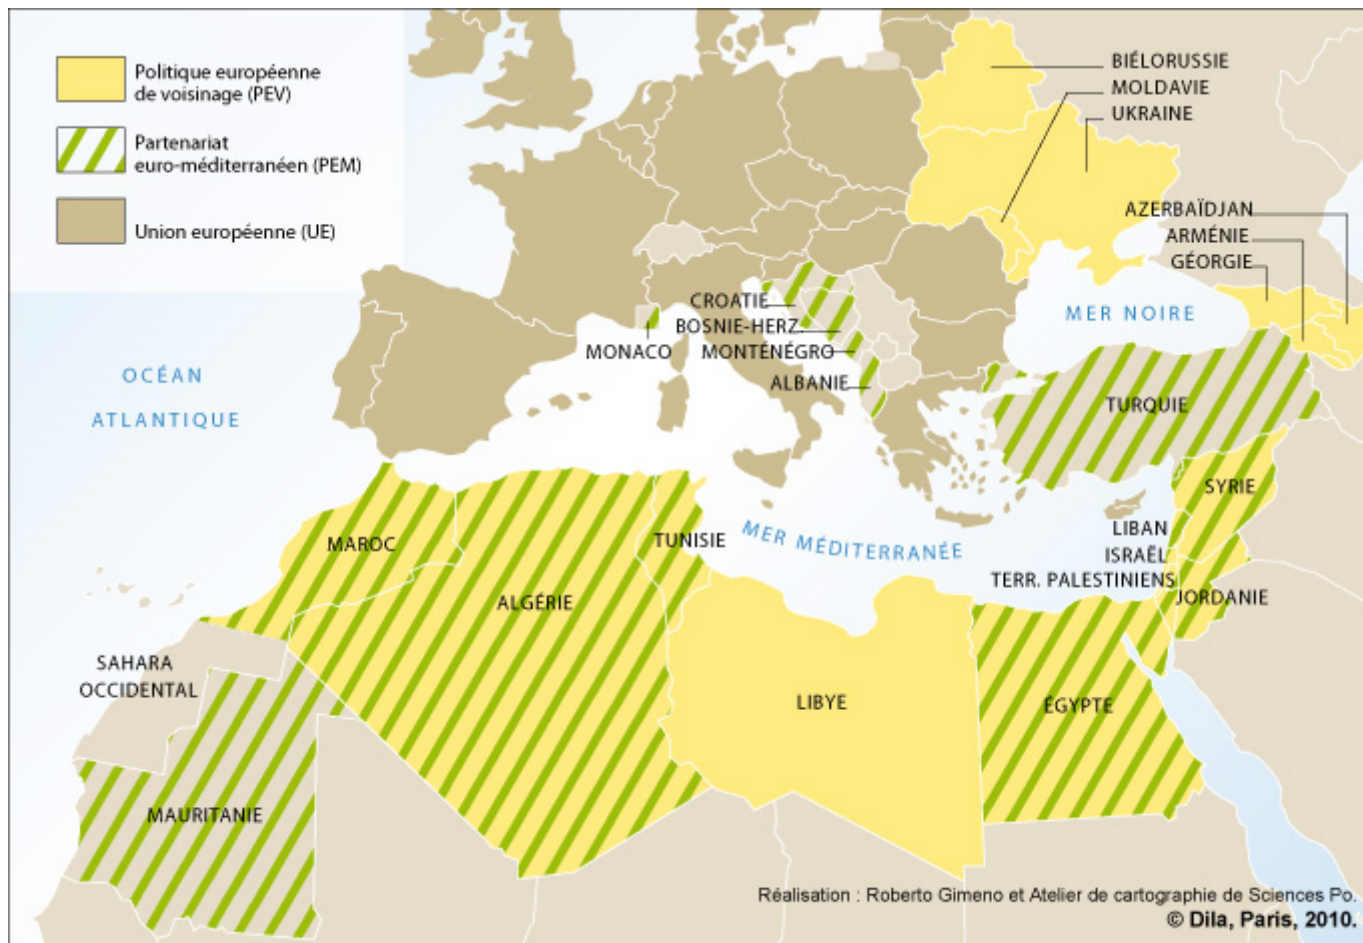 Politique européenne
de voisinage (PEV)
Partenariat
euro-méditerranéen (PEM)
Union européenne (UE)
BIÉLORUSSIE
MOLDAVIE
UKRAINE
AZERBAÏDJAN
ARMÉNIE
GÉORGIE
MER NOIRE
CROATIE
BOSNIE-HERZ.
MONACO
MONTÉNÉGRO
ALBANIE
OCÉAN
ATLANTIQUE
TURQUIE
SYRIE
MAROC
TUNISIE
MER MÉDITERRANÉE
LIBAN
ISRAËL
TERR. PALESTINIENS
JORDANIE
ALGÉRIE
SAHARA
OCCIDENTAL
LIBYE
ÉGYPTE
MAURITANIE
Réalisation : Roberto Gimeno et Atelier de cartographie de Sciences Po.
© Dila, Paris, 2010.